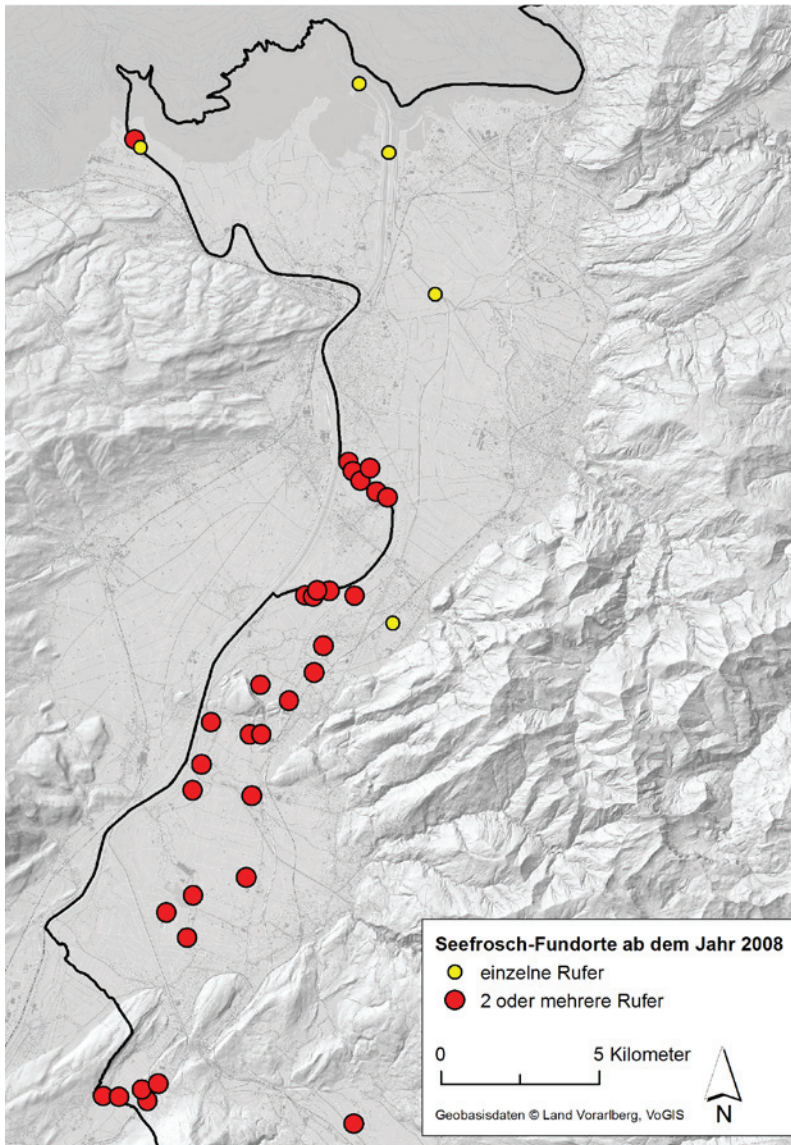 Seefrosch-Fundorte ab dem Jahr 2008
einzelne Rufer
2 oder mehrere Rufer
0 5 Kilometer
N
Geobasisdaten © Land Vorarlberg, VoGIS